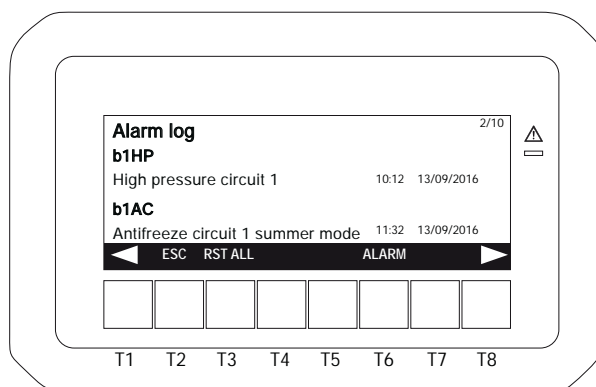 Alarm log 2/10
b1HP
High pressure circuit 1 10:12 13/09/2016
b1AC
Antifreeze circuit 1 summer mode 11:32 13/09/2016
ESC RST ALL ALARM
T1 T2 T3 T4 T5 T6 T7 T8